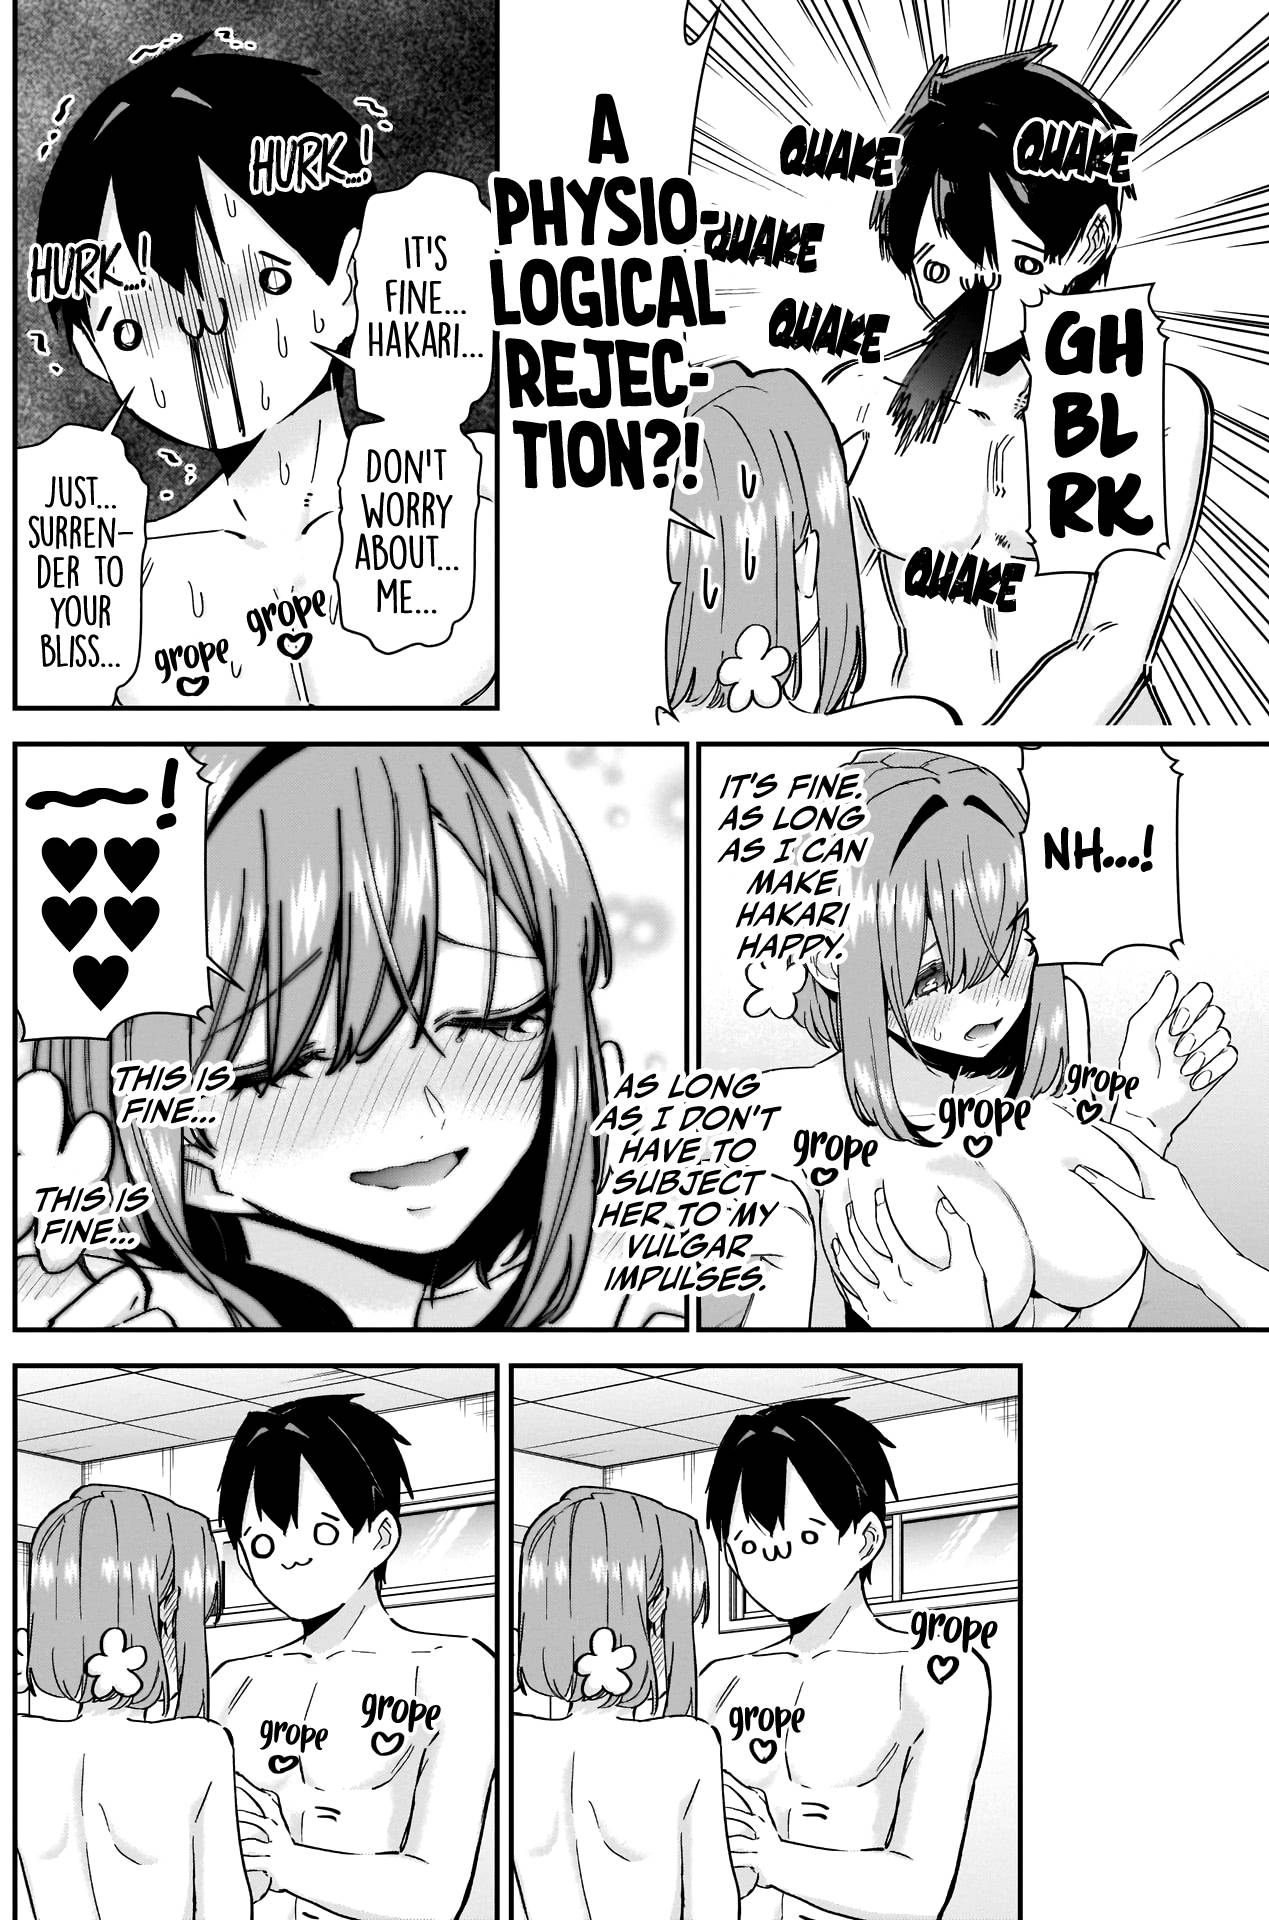 GH
BL
RK
QUAKE
QUAKE
QUAKE
QUAKE
QUAKE
A
PHYSIO-
LOGICAL
REJEC-
TION?!
HURK...!
HURK...!
IT'S
FINE...
HAKARI...
DON'T
WORRY
ABOUT...
ME...
JUST...
SURREN-
DER TO
YOUR
BLISS...
grope
grope
NH...!
IT'S FINE.
AS LONG
AS I CAN
MAKE
HAKARI
HAPPY.
grope
grope
grope
AS LONG
AS I DON'T
HAVE TO
SUBJECT
HER TO MY
VULGAR
IMPULSES.
~!
♥♥
♥♥
♥
THIS IS
FINE...
THIS IS
FINE...
grope
grope
grope
grope